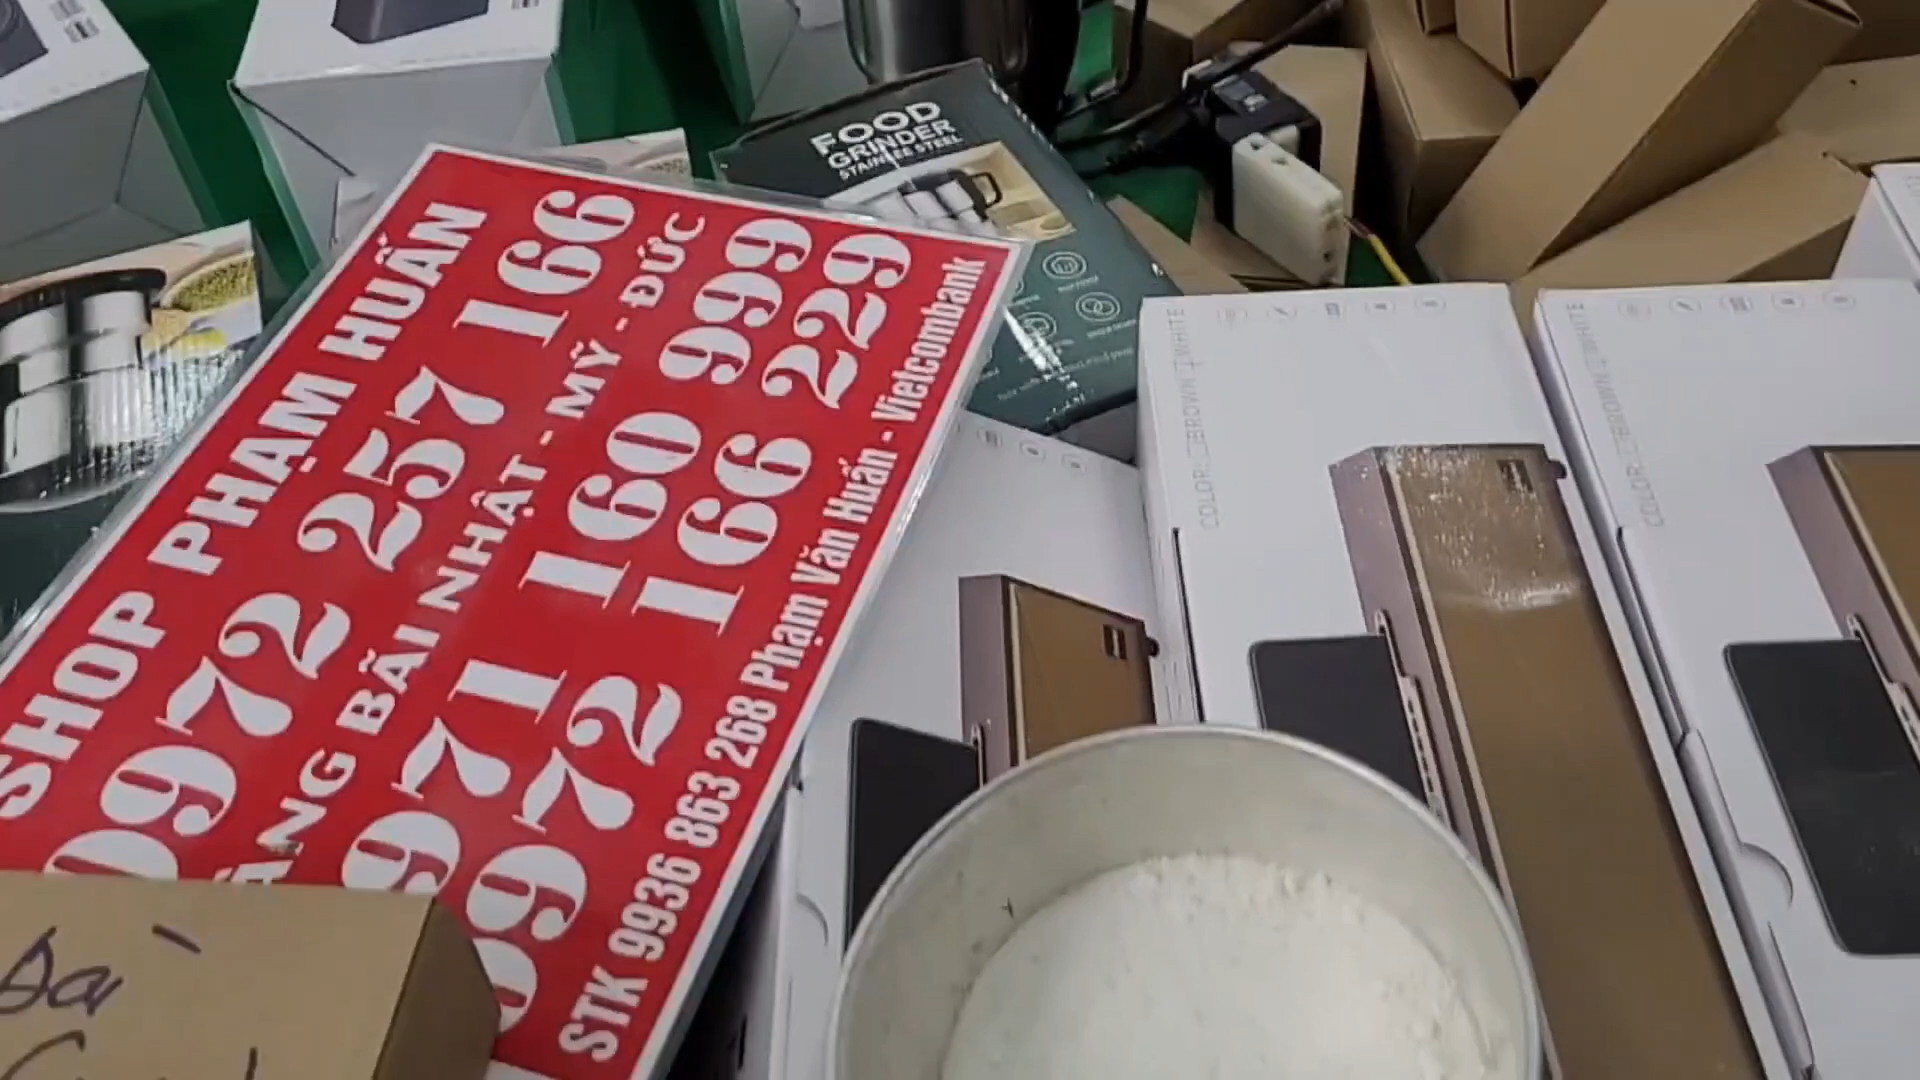 SHOP PHẠM HUẤN
0972 257 166
HÀNG BÃI NHẬT - MỸ - ĐỨC
0971 160 999
0972 166 229
STK 9936 863 268 Phạm Văn Huấn - Vietcombank
FOOD
GRINDER
STAINLESS STEEL
COLOR: □BROWN □WHITE
COLOR: □BROWN □WHITE
Dài